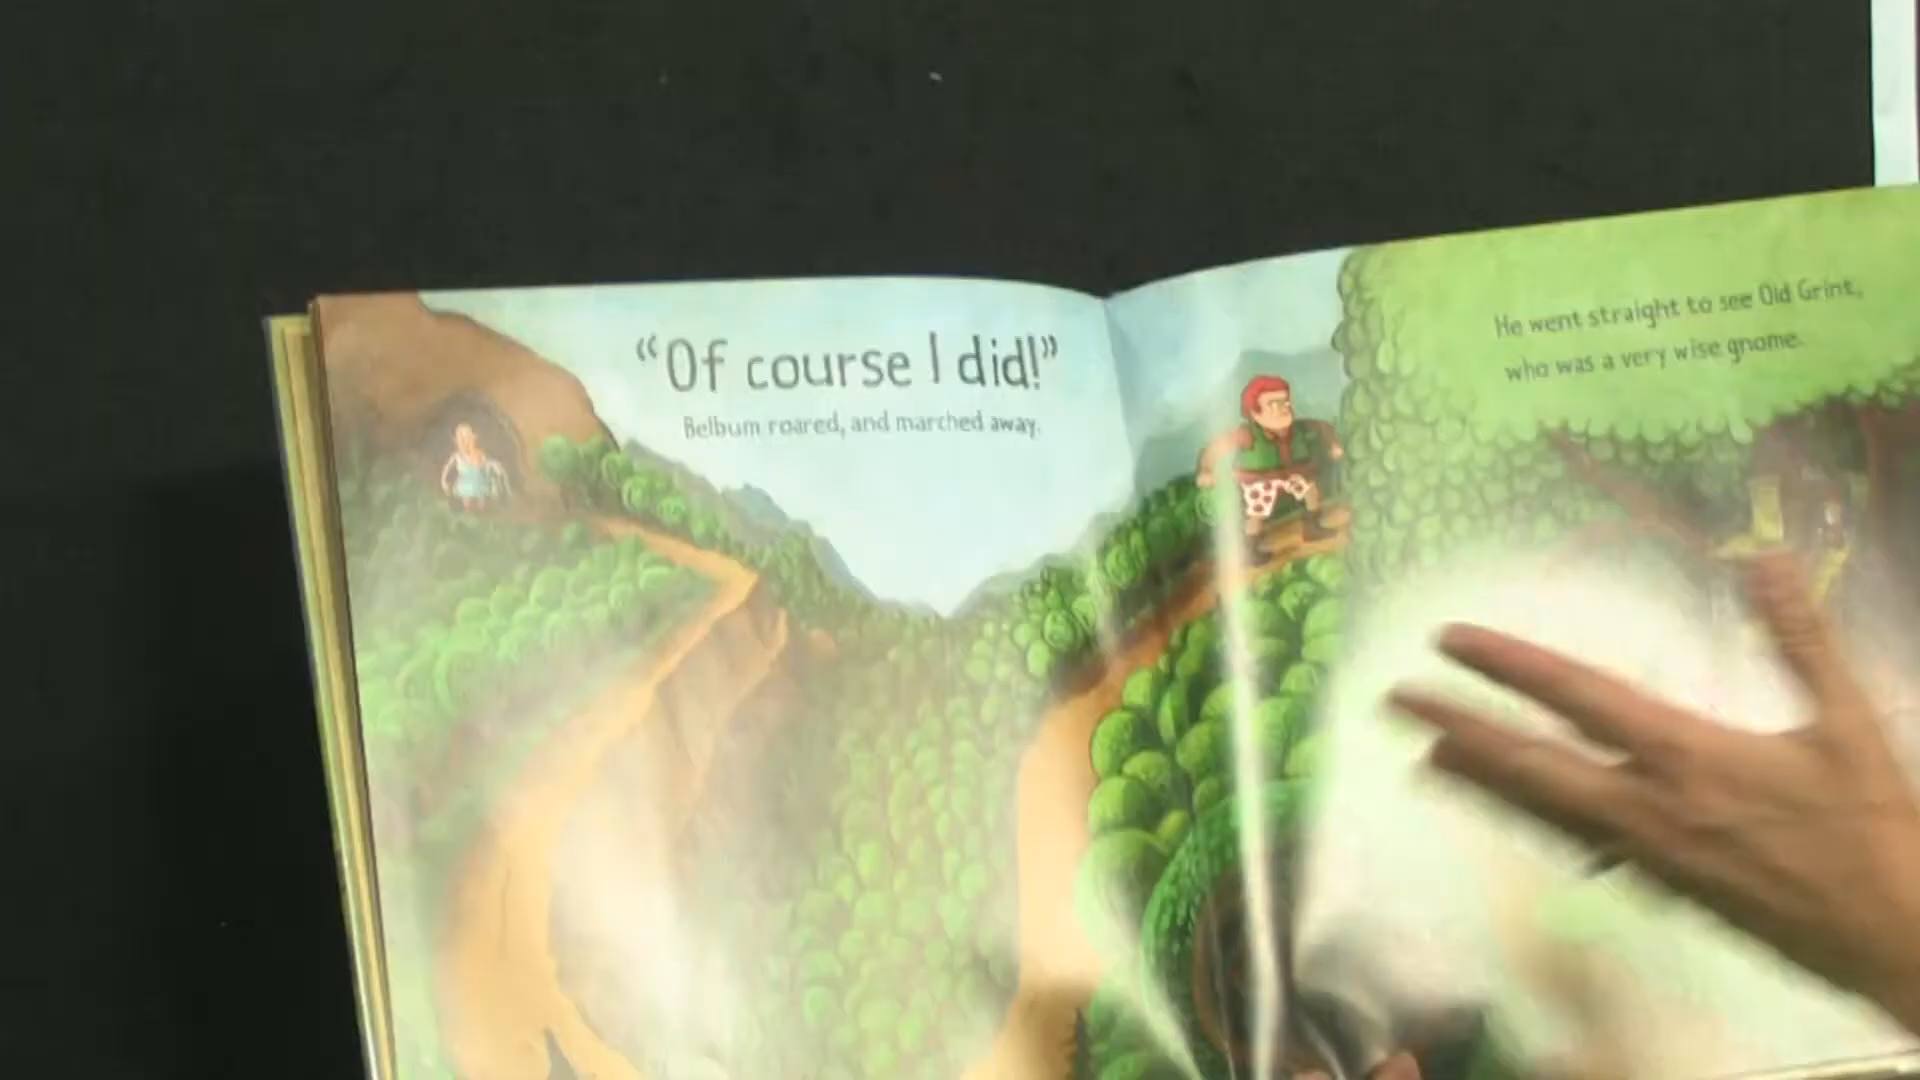 “Of course I did!”
Belbum roared, and marched away.
He went straight to see Old Grint,
who was a very wise gnome.